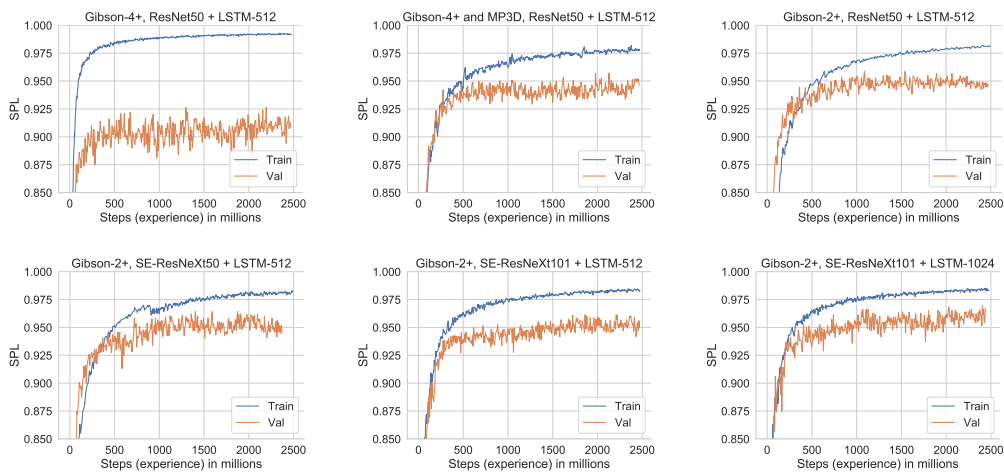 Gibson-4+, ResNet50 + LSTM-512
1.000
0.975
0.950
0.925
0.900
0.875
0.850
SPL
Train
Val
0 500 1000 1500 2000 2500
Steps (experience) in millions
Gibson-4+ and MP3D, ResNet50 + LSTM-512
1.000
0.975
0.950
0.925
0.900
0.875
0.850
SPL
Train
Val
0 500 1000 1500 2000 2500
Steps (experience) in millions
Gibson-2+, ResNet50 + LSTM-512
1.000
0.975
0.950
0.925
0.900
0.875
0.850
SPL
Train
Val
0 500 1000 1500 2000 2500
Steps (experience) in millions
Gibson-2+, SE-ResNeXt50 + LSTM-512
1.000
0.975
0.950
0.925
0.900
0.875
0.850
SPL
Train
Val
0 500 1000 1500 2000 2500
Steps (experience) in millions
Gibson-2+, SE-ResNeXt101 + LSTM-512
1.000
0.975
0.950
0.925
0.900
0.875
0.850
SPL
Train
Val
0 500 1000 1500 2000 2500
Steps (experience) in millions
Gibson-2+, SE-ResNeXt101 + LSTM-1024
1.000
0.975
0.950
0.925
0.900
0.875
0.850
SPL
Train
Val
0 500 1000 1500 2000 2500
Steps (experience) in millions